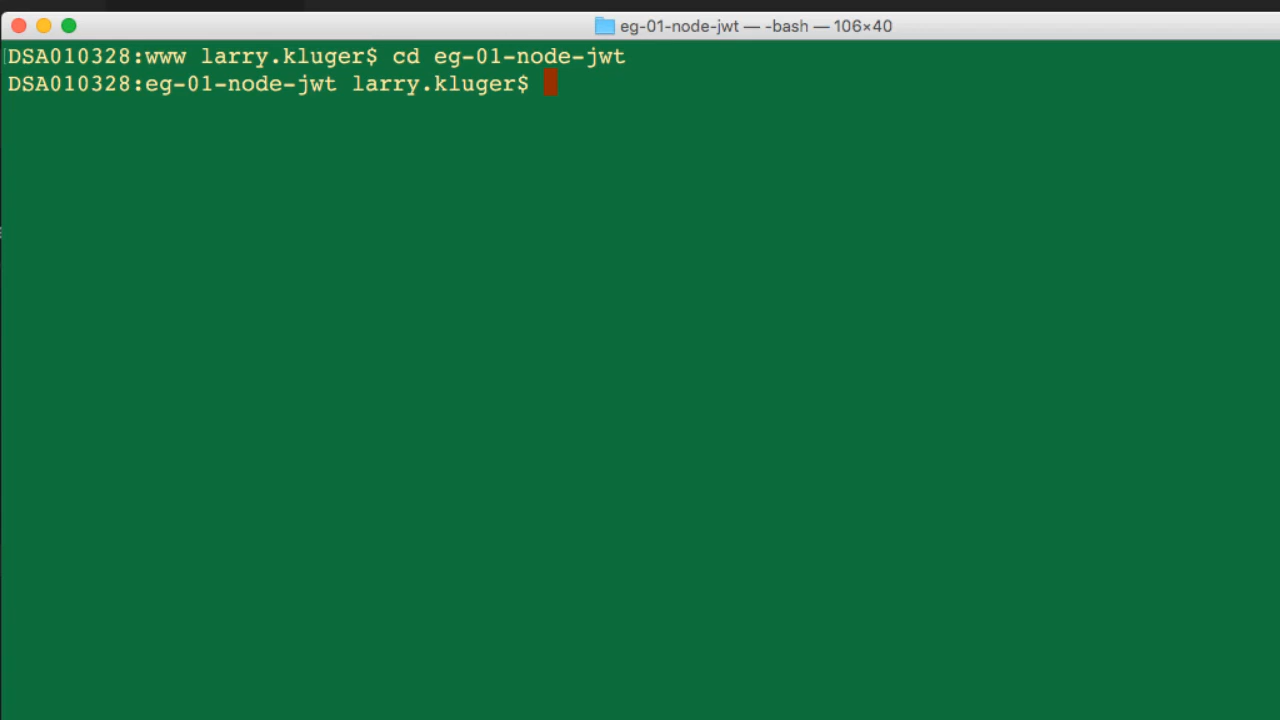 eg-01-node-jwt — -bash — 106×40
DSA010328:www larry.kluger$ cd eg-01-node-jwt
DSA010328:eg-01-node-jwt larry.kluger$